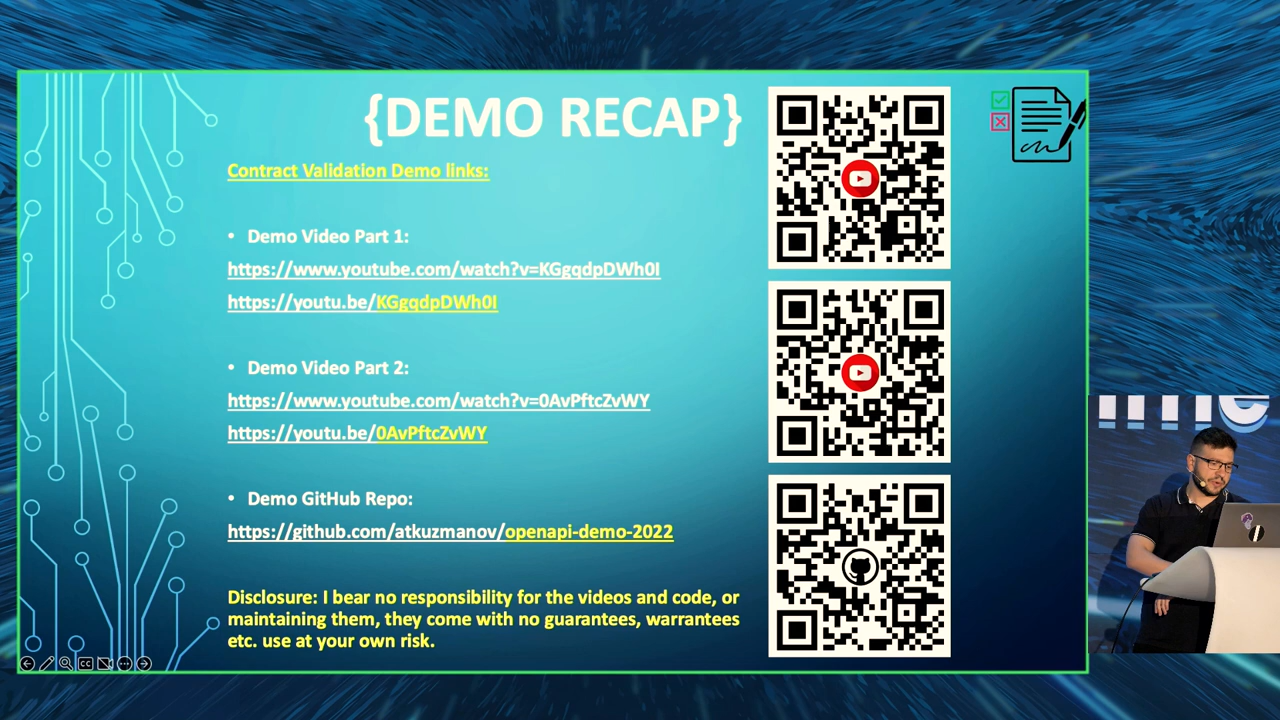 {DEMO RECAP}
Contract Validation Demo links:
• Demo Video Part 1:
https://www.youtube.com/watch?v=KGgqdpDWh0I
https://youtu.be/KGgqdpDWh0I
• Demo Video Part 2:
https://www.youtube.com/watch?v=0AvPftcZvWY
https://youtu.be/0AvPftcZvWY
• Demo GitHub Repo:
https://github.com/atkuzmanov/openapi-demo-2022
Disclosure: I bear no responsibility for the videos and code, or
maintaining them, they come with no guarantees, warrantees
etc. use at your own risk.
CC